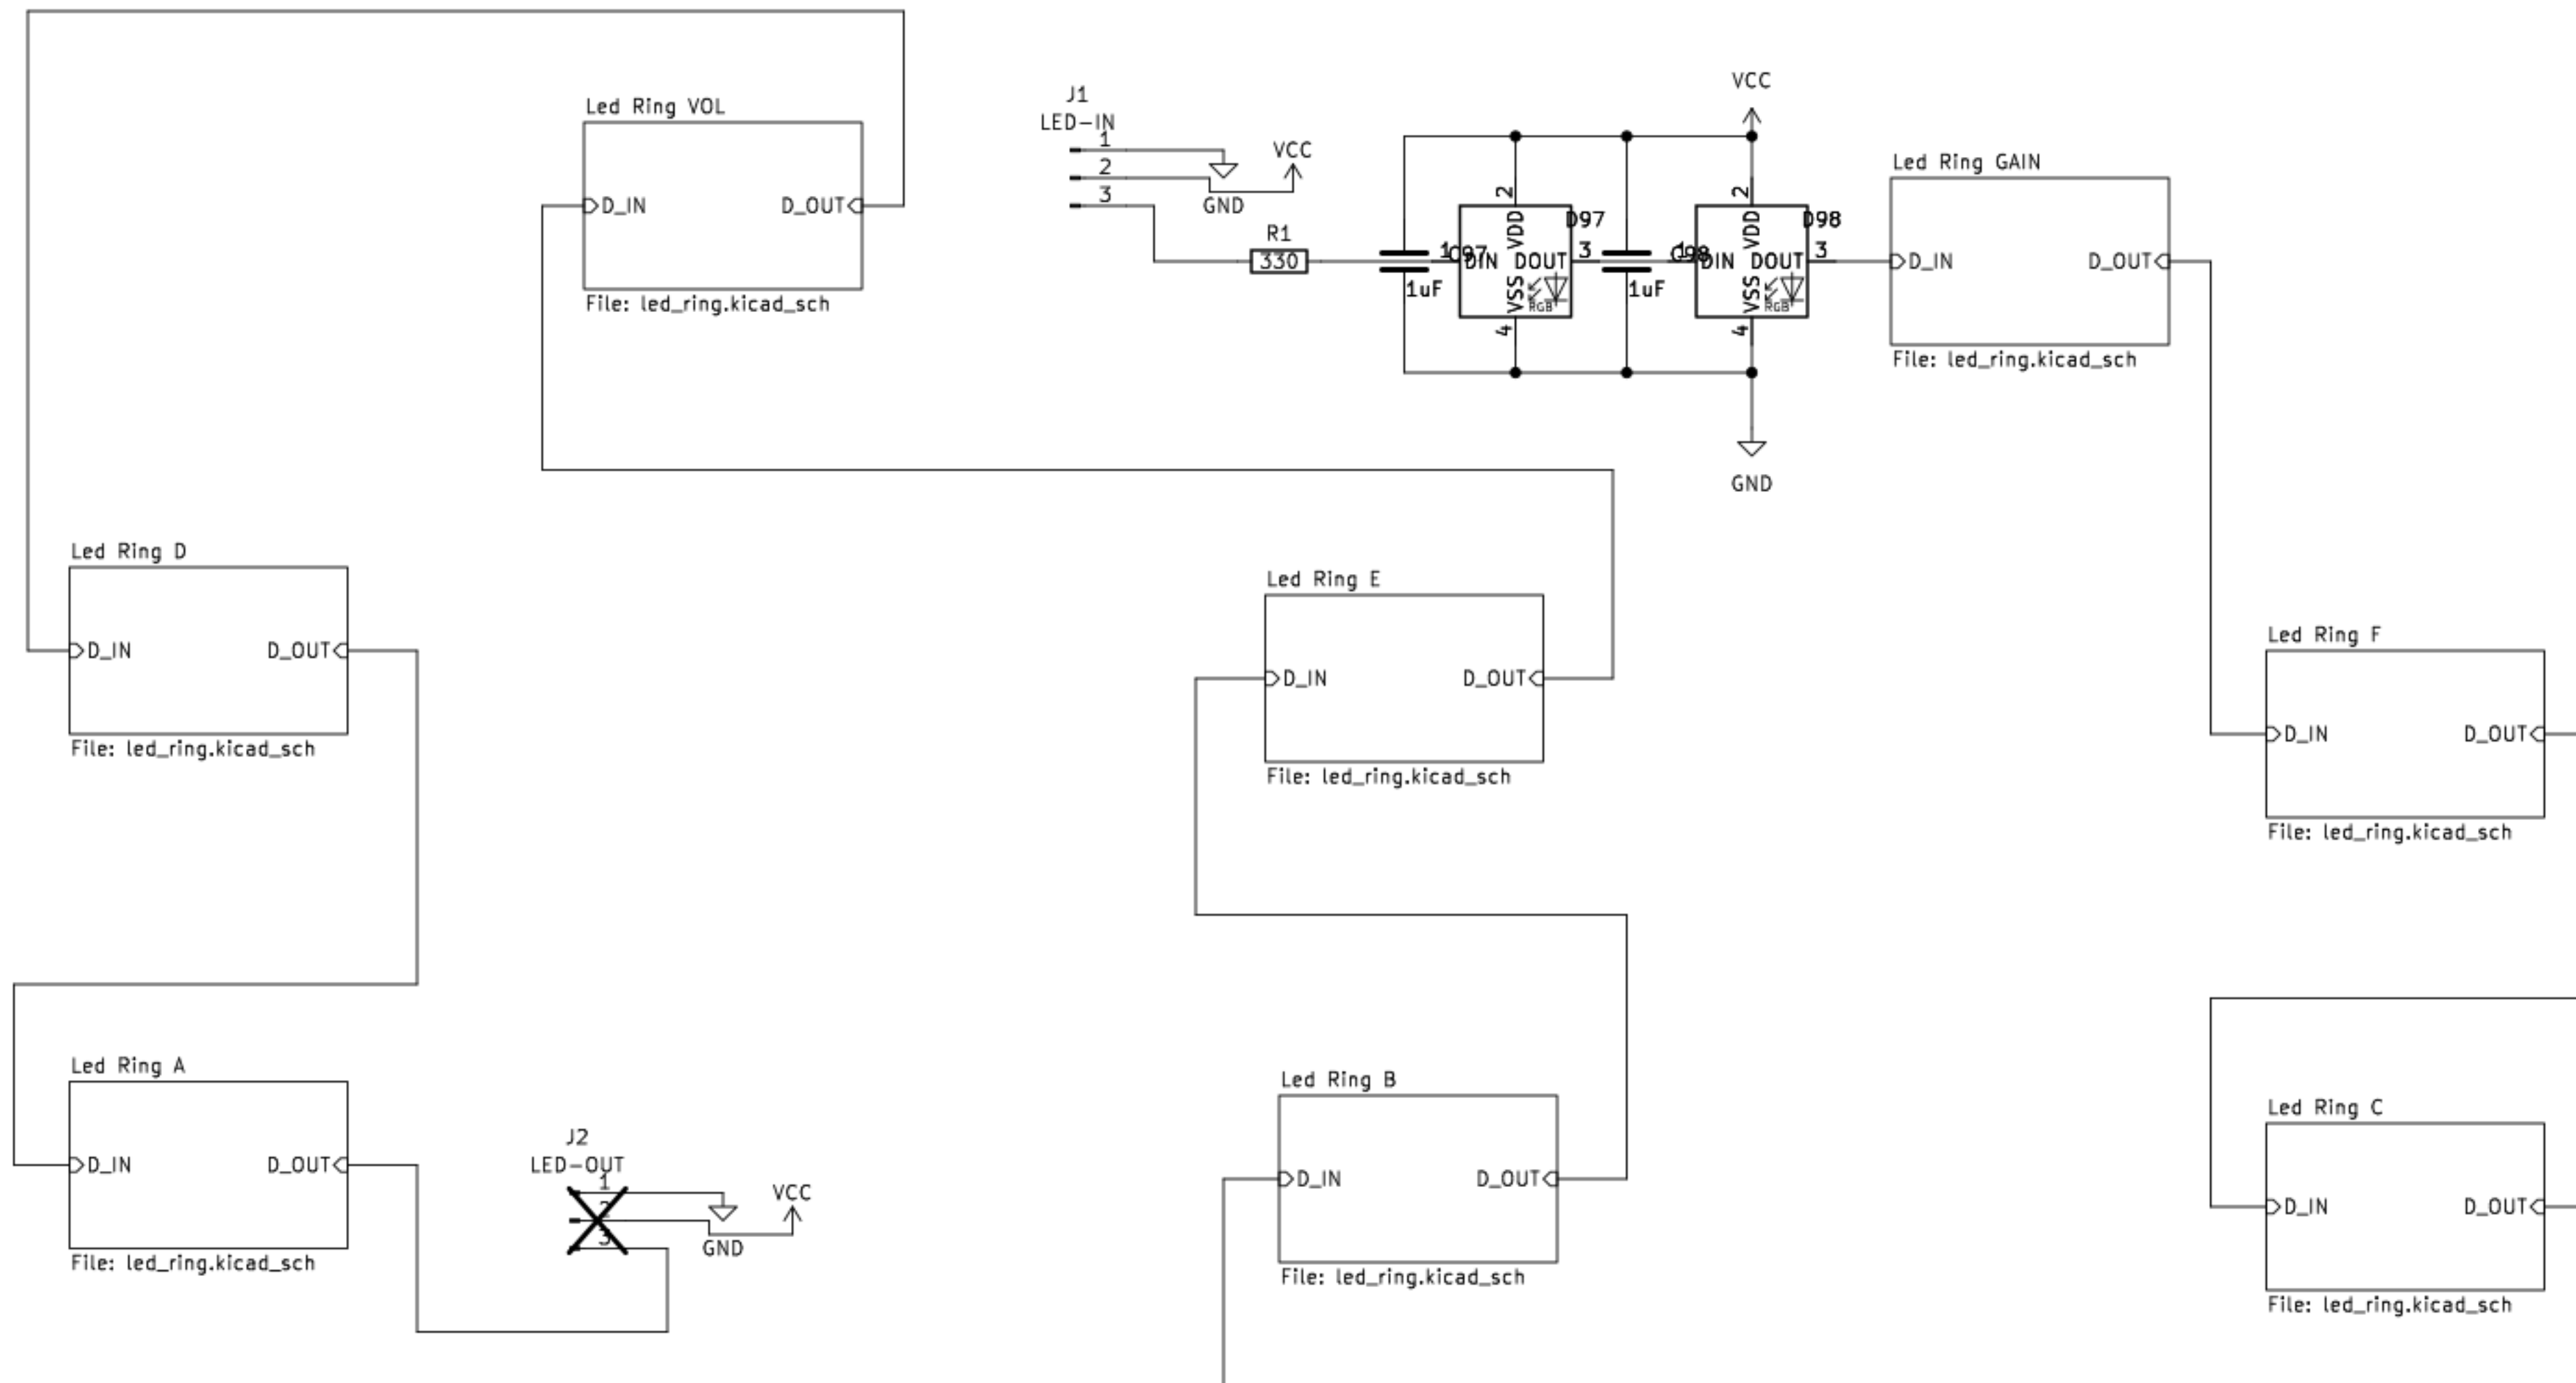 Led Ring VOL
D_IN
D_OUT
File: led_ring.kicad_sch
J1
LED-IN
1
2
3
VCC
GND
R1
330
VCC
C97
1uF
1
2
3
4
DIN
VDD
DOUT
VSS
D97
RGB
C98
1uF
1
2
3
4
DIN
VDD
DOUT
VSS
D98
RGB
GND
Led Ring GAIN
D_IN
D_OUT
File: led_ring.kicad_sch
Led Ring D
D_IN
D_OUT
File: led_ring.kicad_sch
Led Ring E
D_IN
D_OUT
File: led_ring.kicad_sch
Led Ring F
D_IN
D_OUT
File: led_ring.kicad_sch
Led Ring A
D_IN
D_OUT
File: led_ring.kicad_sch
J2
LED-OUT
1
2
3
VCC
GND
Led Ring B
D_IN
D_OUT
File: led_ring.kicad_sch
Led Ring C
D_IN
D_OUT
File: led_ring.kicad_sch